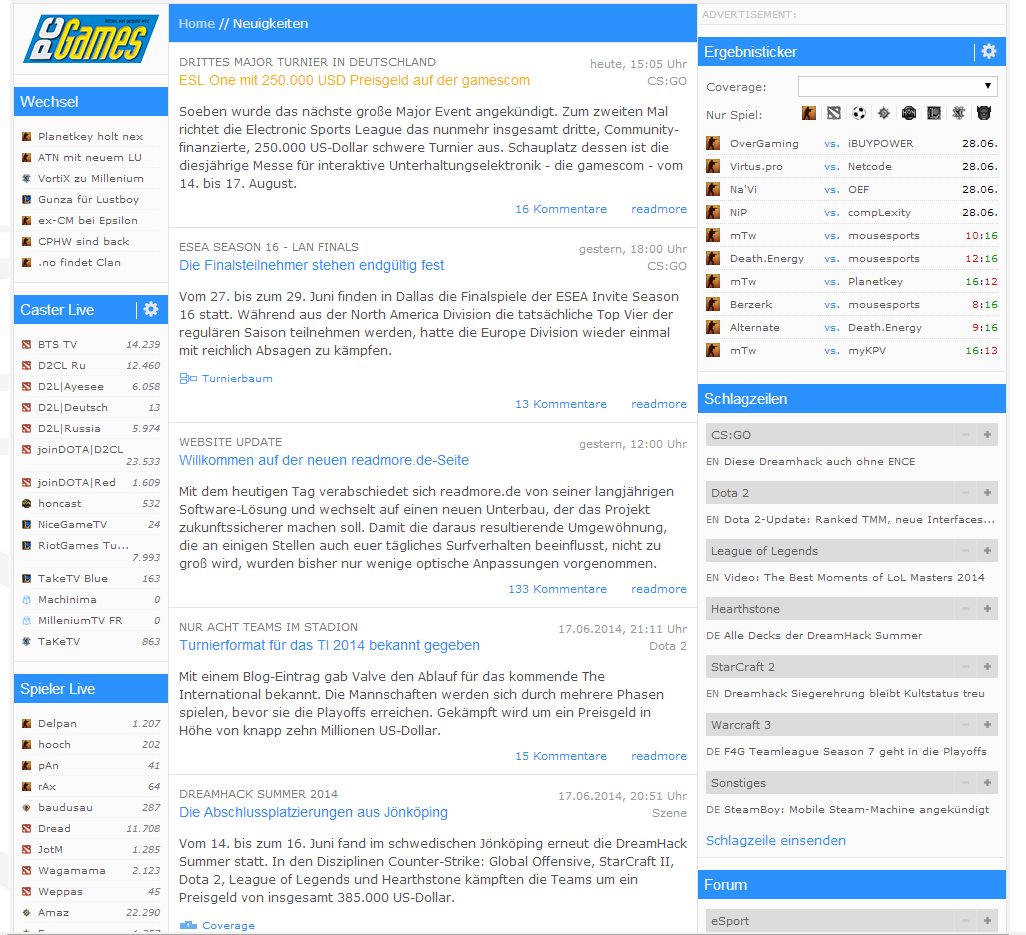 PC Games
Wechsel
Planetkey holt nex
ATN mit neuem LU
VortiX zu Millenium
Gunza für Lustboy
ex-CM bei Epsilon
CPHW sind back
.no findet Clan
Caster Live
BTS TV 14.239
D2CL Ru 12.460
D2L|Ayesee 6.058
D2L|Deutsch 13
D2L|Russia 5.974
joinDOTA|D2CL
23.533
joinDOTA|Red 1.609
honcast 532
NiceGameTV 24
RiotGames Tu...
7.993
TakeTV Blue 163
Machinima 0
MilleniumTV FR 0
TaKeTV 863
Spieler Live
Delpan 1.207
hooch 202
pAn 41
rAx 64
baudusau 287
Dread 11.708
JotM 1.285
Wagamama 2.123
Weppas 45
Amaz 22.290
Home // Neuigkeiten
DRITTES MAJOR TURNIER IN DEUTSCHLAND heute, 15:05 Uhr
ESL One mit 250.000 USD Preisgeld auf der gamescom CS:GO
Soeben wurde das nächste große Major Event angekündigt. Zum zweiten Mal
richtet die Electronic Sports League das nunmehr insgesamt dritte, Community-
finanzierte, 250.000 US-Dollar schwere Turnier aus. Schauplatz dessen ist die
diesjährige Messe für interaktive Unterhaltungselektronik - die gamescom - vom
14. bis 17. August.
16 Kommentare readmore
ESEA SEASON 16 - LAN FINALS gestern, 18:00 Uhr
Die Finalsteilnehmer stehen endgültig fest CS:GO
Vom 27. bis zum 29. Juni finden in Dallas die Finalspiele der ESEA Invite Season
16 statt. Während aus der North America Division die tatsächliche Top Vier der
regulären Saison teilnehmen werden, hatte die Europe Division wieder einmal
mit reichlich Absagen zu kämpfen.
Turnierbaum
13 Kommentare readmore
WEBSITE UPDATE gestern, 12:00 Uhr
Willkommen auf der neuen readmore.de-Seite
Mit dem heutigen Tag verabschiedet sich readmore.de von seiner langjährigen
Software-Lösung und wechselt auf einen neuen Unterbau, der das Projekt
zukunftssicherer machen soll. Damit die daraus resultierende Umgewöhnung,
die an einigen Stellen auch euer tägliches Surfverhalten beeinflusst, nicht zu
groß wird, wurden bisher nur wenige optische Anpassungen vorgenommen.
133 Kommentare readmore
NUR ACHT TEAMS IM STADION 17.06.2014, 21:11 Uhr
Turnierformat für das TI 2014 bekannt gegeben Dota 2
Mit einem Blog-Eintrag gab Valve den Ablauf für das kommende The
International bekannt. Die Mannschaften werden sich durch mehrere Phasen
spielen, bevor sie die Playoffs erreichen. Gekämpft wird um ein Preisgeld in
Höhe von knapp zehn Millionen US-Dollar.
15 Kommentare readmore
DREAMHACK SUMMER 2014 17.06.2014, 20:51 Uhr
Die Abschlussplatzierungen aus Jönköping Szene
Vom 14. bis zum 16. Juni fand im schwedischen Jönköping erneut die DreamHack
Summer statt. In den Disziplinen Counter-Strike: Global Offensive, StarCraft II,
Dota 2, League of Legends und Hearthstone kämpften die Teams um ein
Preisgeld von insgesamt 385.000 US-Dollar.
Coverage
ADVERTISEMENT:
Ergebnisticker
Coverage:
Nur Spiel:
OverGaming vs. iBUYPOWER 28.06.
Virtus.pro vs. Netcode 28.06.
Na'Vi vs. OEF 28.06.
NiP vs. compLexity 28.06.
mTw vs. mousesports 10:16
Death.Energy vs. mousesports 12:16
mTw vs. Planetkey 16:12
Berzerk vs. mousesports 8:16
Alternate vs. Death.Energy 9:16
mTw vs. myKPV 16:13
Schlagzeilen
CS:GO
EN Diese Dreamhack auch ohne ENCE
Dota 2
EN Dota 2-Update: Ranked TMM, neue Interfaces...
League of Legends
EN Video: The Best Moments of LoL Masters 2014
Hearthstone
DE Alle Decks der DreamHack Summer
StarCraft 2
EN Dreamhack Siegerehrung bleibt Kultstatus treu
Warcraft 3
DE F4G Teamleague Season 7 geht in die Playoffs
Sonstiges
DE SteamBoy: Mobile Steam-Machine angekündigt
Schlagzeile einsenden
Forum
eSport